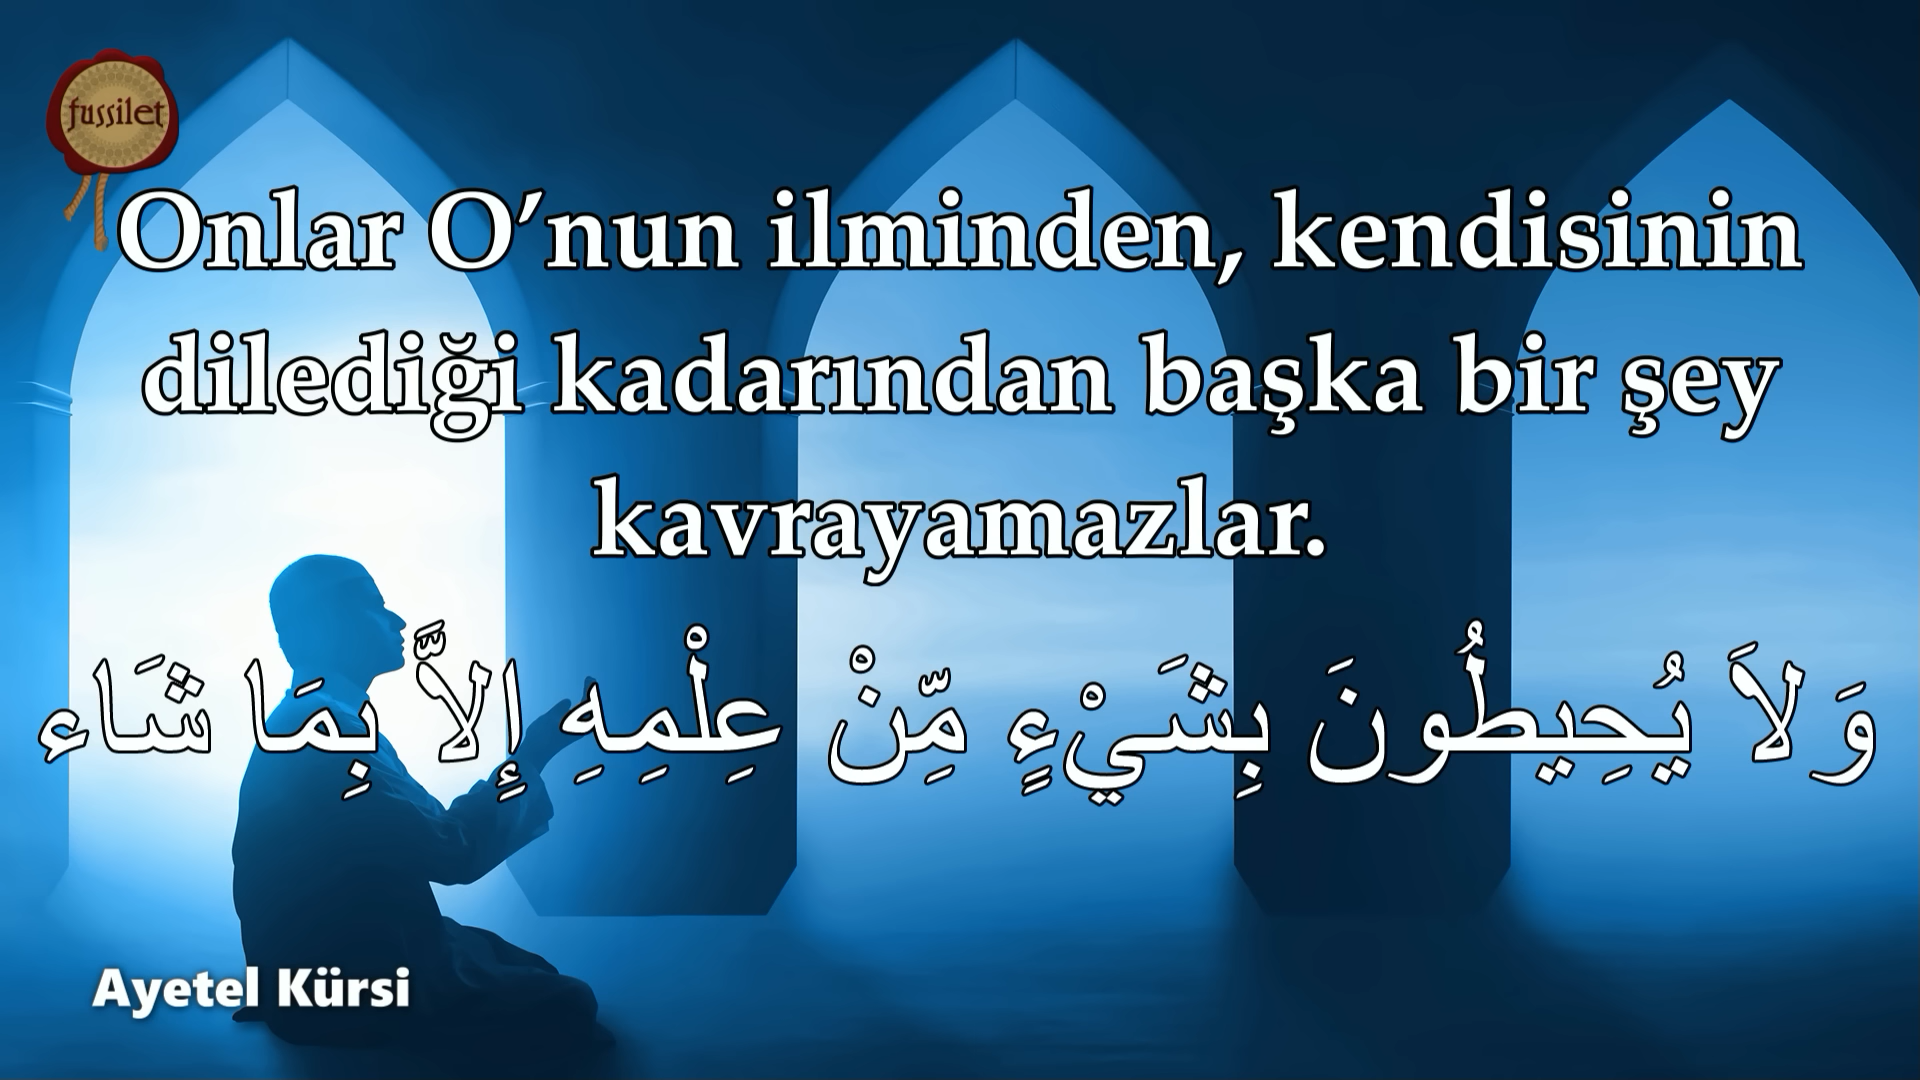 fussilet
Onlar O’nun ilminden, kendisinin
dilediği kadarından başka bir şey
kavrayamazlar.
وَلاَ يُحِيطُونَ بِشَيْءٍ مِّنْ عِلْمِهِ إِلاَّ بِمَا شَاء
Ayetel Kürsi